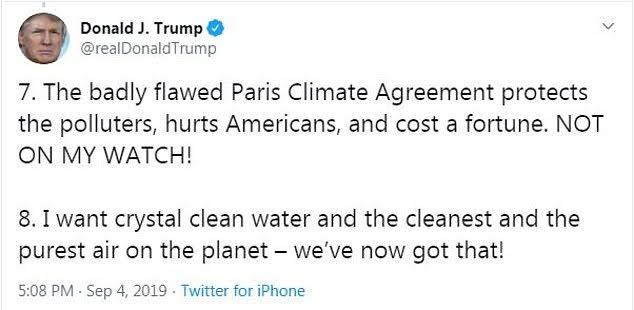 Donald J. Trump
@realDonaldTrump
7. The badly flawed Paris Climate Agreement protects
the polluters, hurts Americans, and cost a fortune. NOT
ON MY WATCH!
8. I want crystal clean water and the cleanest and the
purest air on the planet – we’ve now got that!
5:08 PM · Sep 4, 2019 · Twitter for iPhone